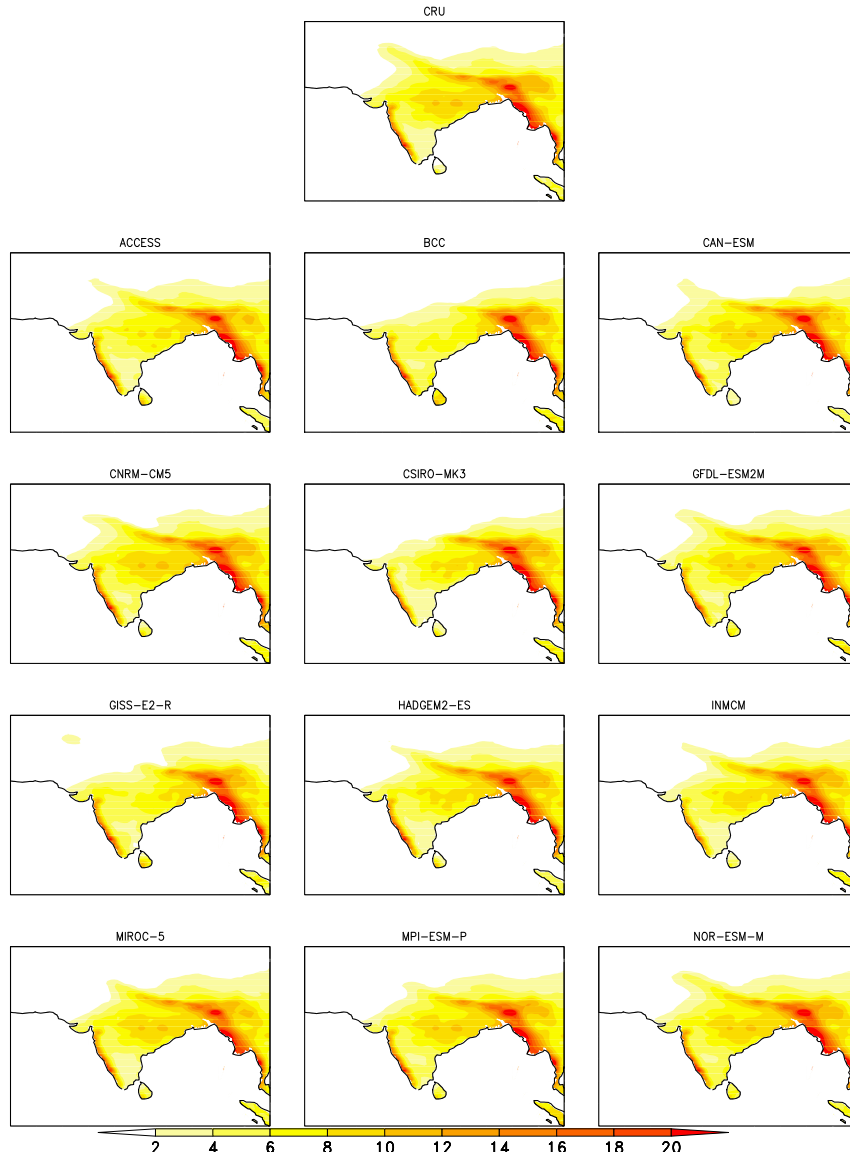 CRU
ACCESS BCC CAN-ESM
CNRM-CM5 CSIRO-MK3 GFDL-ESM2M
GISS-E2-R HADGEM2-ES INMCM
MIROC-5 MPI-ESM-P NOR-ESM-M
2 4 6 8 10 12 14 16 18 20